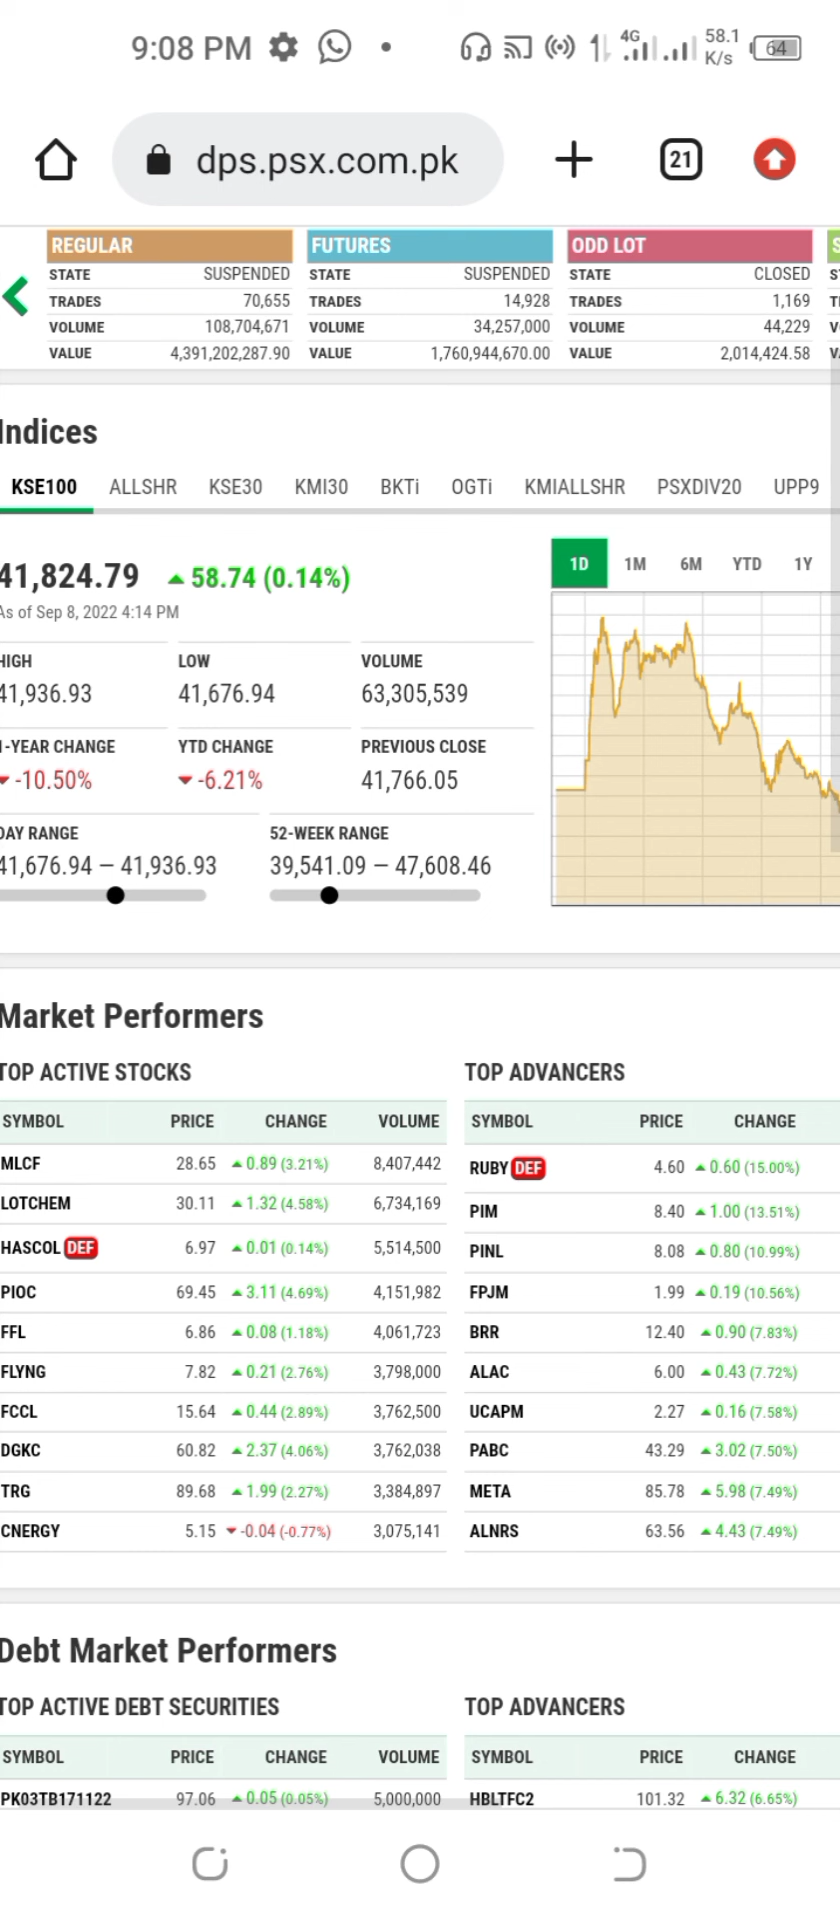 9:08 PM 4G 58.1 K/s 64
dps.psx.com.pk 21
REGULAR
STATE SUSPENDED
TRADES 70,655
VOLUME 108,704,671
VALUE 4,391,202,287.90
FUTURES
STATE SUSPENDED
TRADES 14,928
VOLUME 34,257,000
VALUE 1,760,944,670.00
ODD LOT
STATE CLOSED
TRADES 1,169
VOLUME 44,229
VALUE 2,014,424.58
Indices
KSE100 ALLSHR KSE30 KMI30 BKTi OGTi KMIALLSHR PSXDIV20 UPP9
41,824.79 58.74 (0.14%)
As of Sep 8, 2022 4:14 PM
1D 1M 6M YTD 1Y
HIGH LOW VOLUME
41,936.93 41,676.94 63,305,539
1-YEAR CHANGE YTD CHANGE PREVIOUS CLOSE
-10.50% -6.21% 41,766.05
DAY RANGE 52-WEEK RANGE
41,676.94 — 41,936.93 39,541.09 — 47,608.46
Market Performers
TOP ACTIVE STOCKS
SYMBOL PRICE CHANGE VOLUME
MLCF 28.65 0.89 (3.21%) 8,407,442
LOTCHEM 30.11 1.32 (4.58%) 6,734,169
HASCOL DEF 6.97 0.01 (0.14%) 5,514,500
PIOC 69.45 3.11 (4.69%) 4,151,982
FFL 6.86 0.08 (1.18%) 4,061,723
FLYNG 7.82 0.21 (2.76%) 3,798,000
FCCL 15.64 0.44 (2.89%) 3,762,500
DGKC 60.82 2.37 (4.06%) 3,762,038
TRG 89.68 1.99 (2.27%) 3,384,897
CNERGY 5.15 -0.04 (-0.77%) 3,075,141
TOP ADVANCERS
SYMBOL PRICE CHANGE
RUBY DEF 4.60 0.60 (15.00%)
PIM 8.40 1.00 (13.51%)
PINL 8.08 0.80 (10.99%)
FPJM 1.99 0.19 (10.56%)
BRR 12.40 0.90 (7.83%)
ALAC 6.00 0.43 (7.72%)
UCAPM 2.27 0.16 (7.58%)
PABC 43.29 3.02 (7.50%)
META 85.78 5.98 (7.49%)
ALNRS 63.56 4.43 (7.49%)
Debt Market Performers
TOP ACTIVE DEBT SECURITIES
SYMBOL PRICE CHANGE VOLUME
PK03TB171122 97.06 0.05 (0.05%) 5,000,000
TOP ADVANCERS
SYMBOL PRICE CHANGE
HBLTFC2 101.32 6.32 (6.65%)